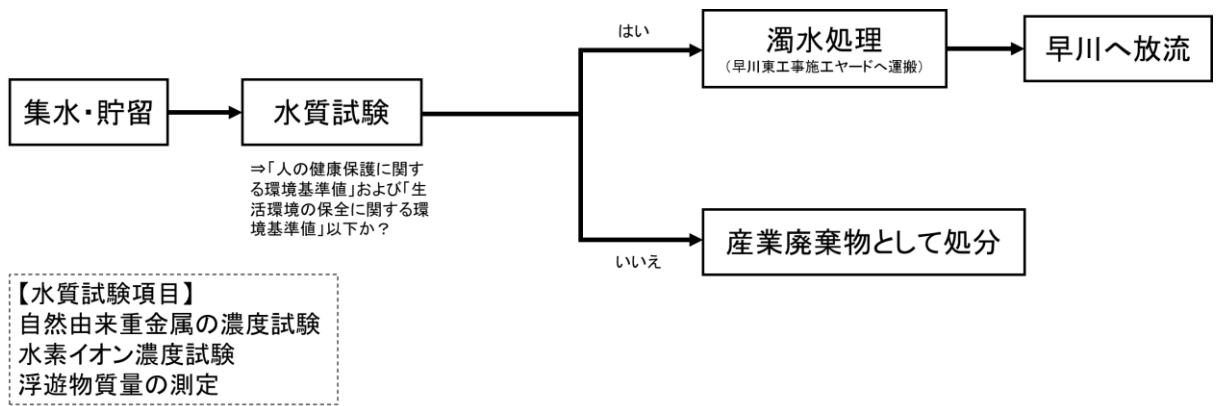 集水・貯留
水質試験
⇒「人の健康保護に関す
る環境基準値」および「生
活環境の保全に関する環
境基準値」以下か？
はい
濁水処理
（早川東工事施工ヤードへ運搬）
早川へ放流
いいえ
産業廃棄物として処分
【水質試験項目】
自然由来重金属の濃度試験
水素イオン濃度試験
浮遊物質量の測定